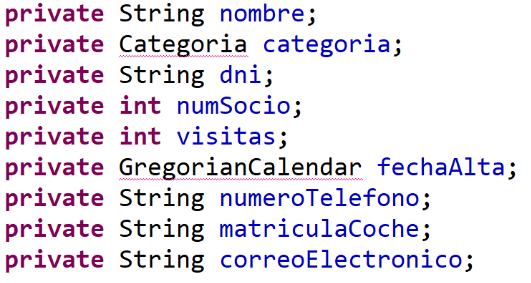 private String nombre;
private Categoria categoria;
private String dni;
private int numSocio;
private int visitas;
private GregorianCalendar fechaAlta;
private String numeroTelefono;
private String matriculaCoche;
private String correoElectronico;